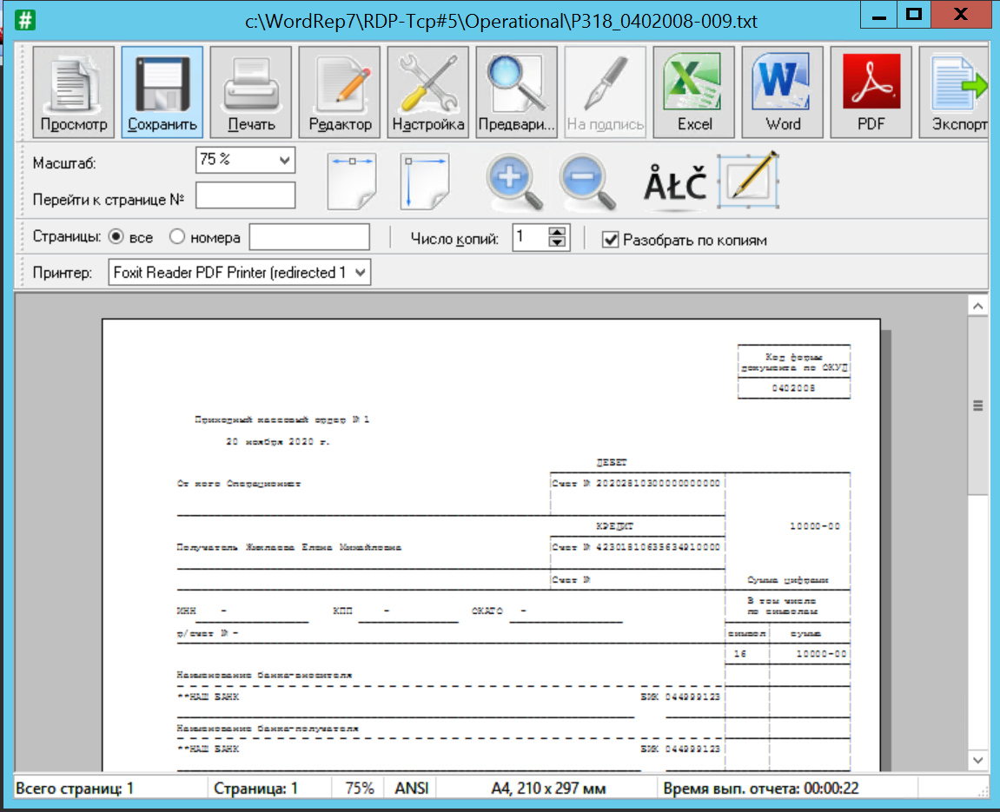 #
c:\WordRep7\RDP-Tcp#5\Operational\P318_0402008-009.txt
Просмотр Сохранить Печать Редактор Настройка Предвари... На подпись Excel Word PDF Экспорт
Масштаб: 75 %
ÅŁČ
Перейти к странице №
Страницы: все номера Число копий: 1 Разобрать по копиям
Принтер: Foxit Reader PDF Printer (redirected 1
Код формы
документа по ОКУД
0402008
Приходный кассовый ордер № 1
20 ноября 2020 г.
ДЕБЕТ
От кого Операционист Счет № 20202810300000000000
КРЕДИТ 10000-00
Получатель Елена Михайловна Счет № 42301810635634910000
Счет № Сумма цифрами
В том числе
по символам
ИНН - КПП - ОКАТО -
р/счет № - символ сумма
16 10000-00
Наименование банка-вносителя
**НАШ БАНК БИК 044999123
Наименование банка-получателя
**НАШ БАНК БИК 044999123
Всего страниц: 1 Страница: 1 75% ANSI A4, 210 x 297 мм Время вып. отчета: 00:00:22